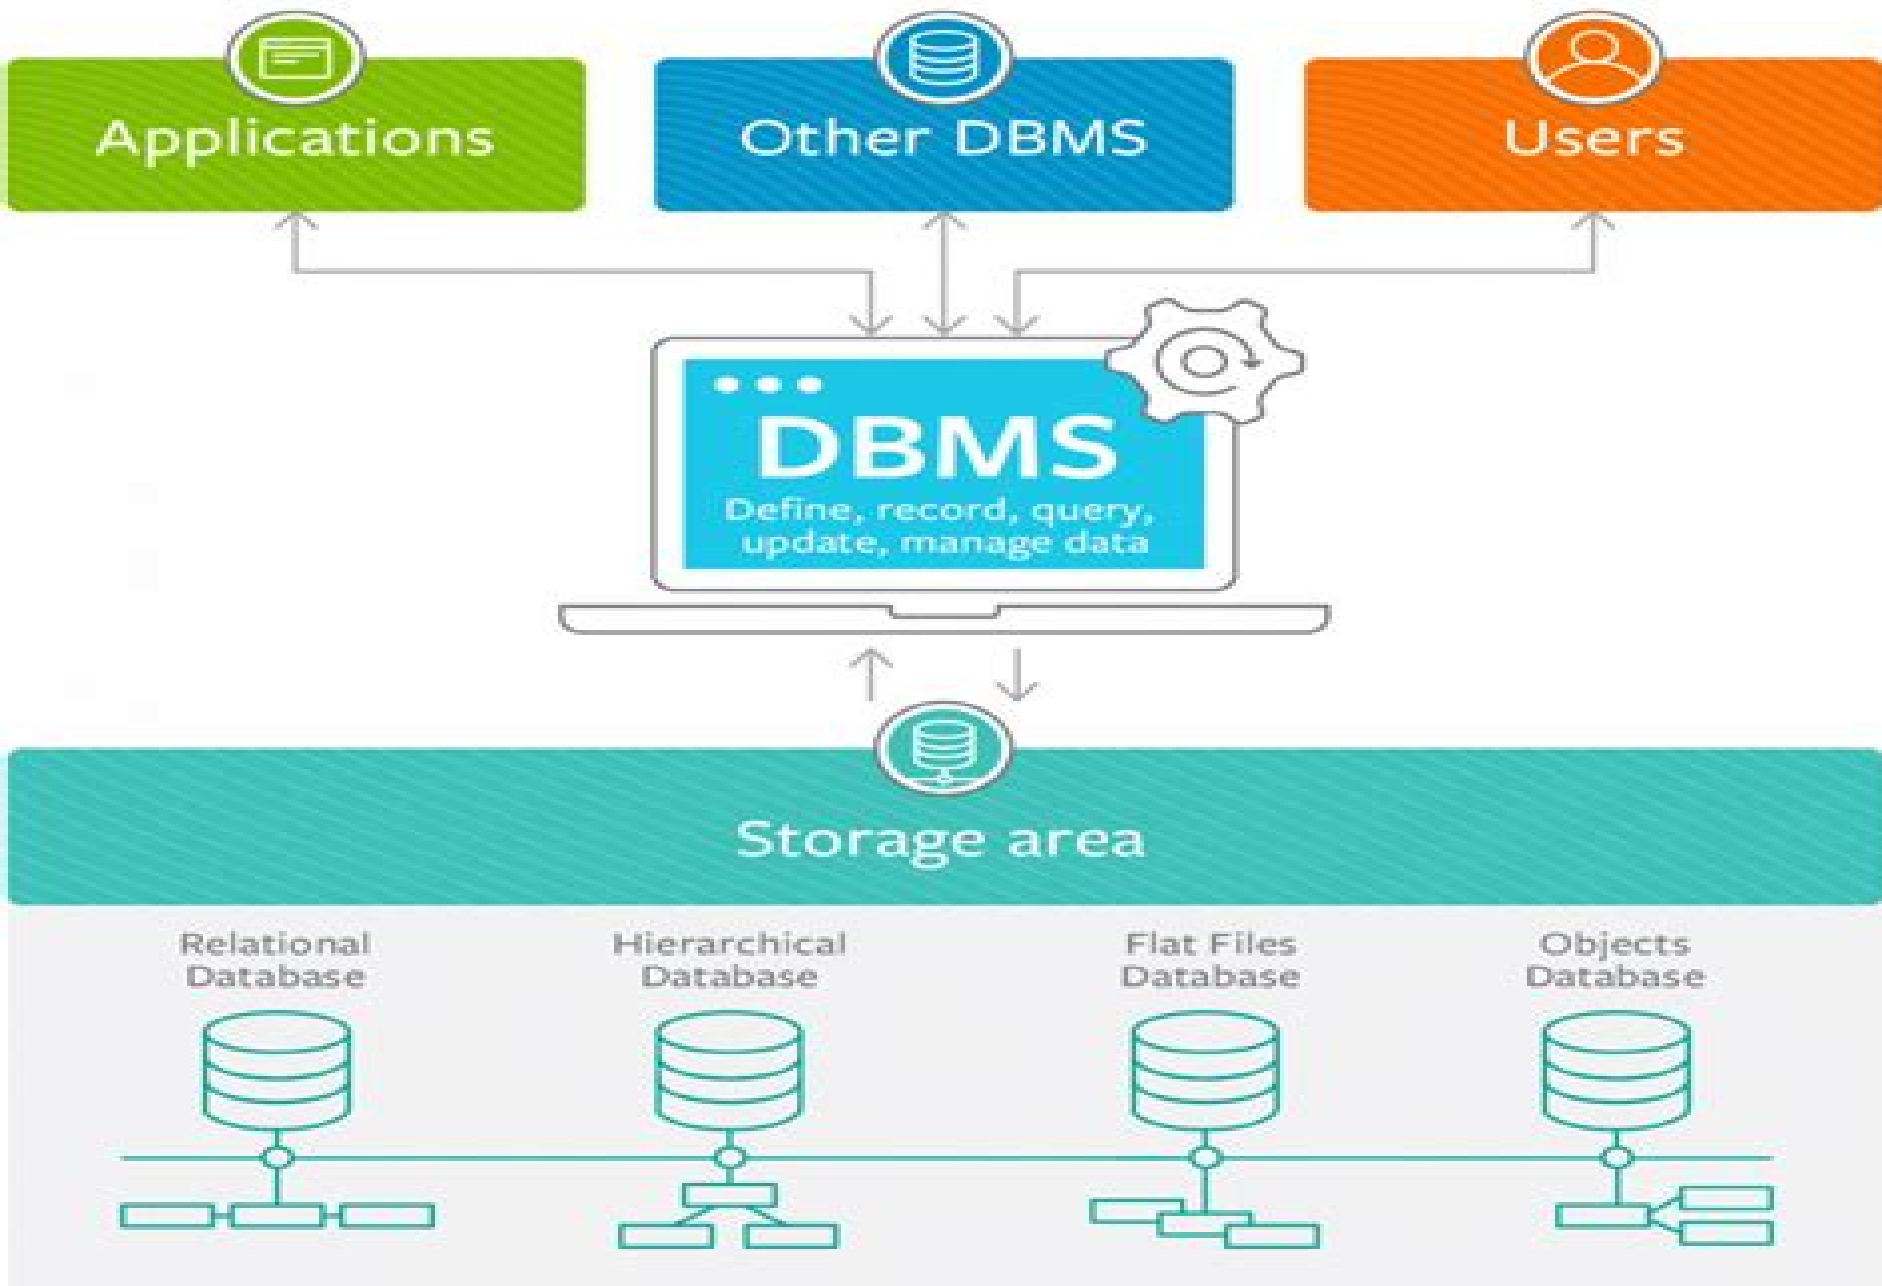 Applications
Other DBMS
Users
DBMS
Define, record, query,
update, manage data
Storage area
Relational
Database
Hierarchical
Database
Flat Files
Database
Objects
Database